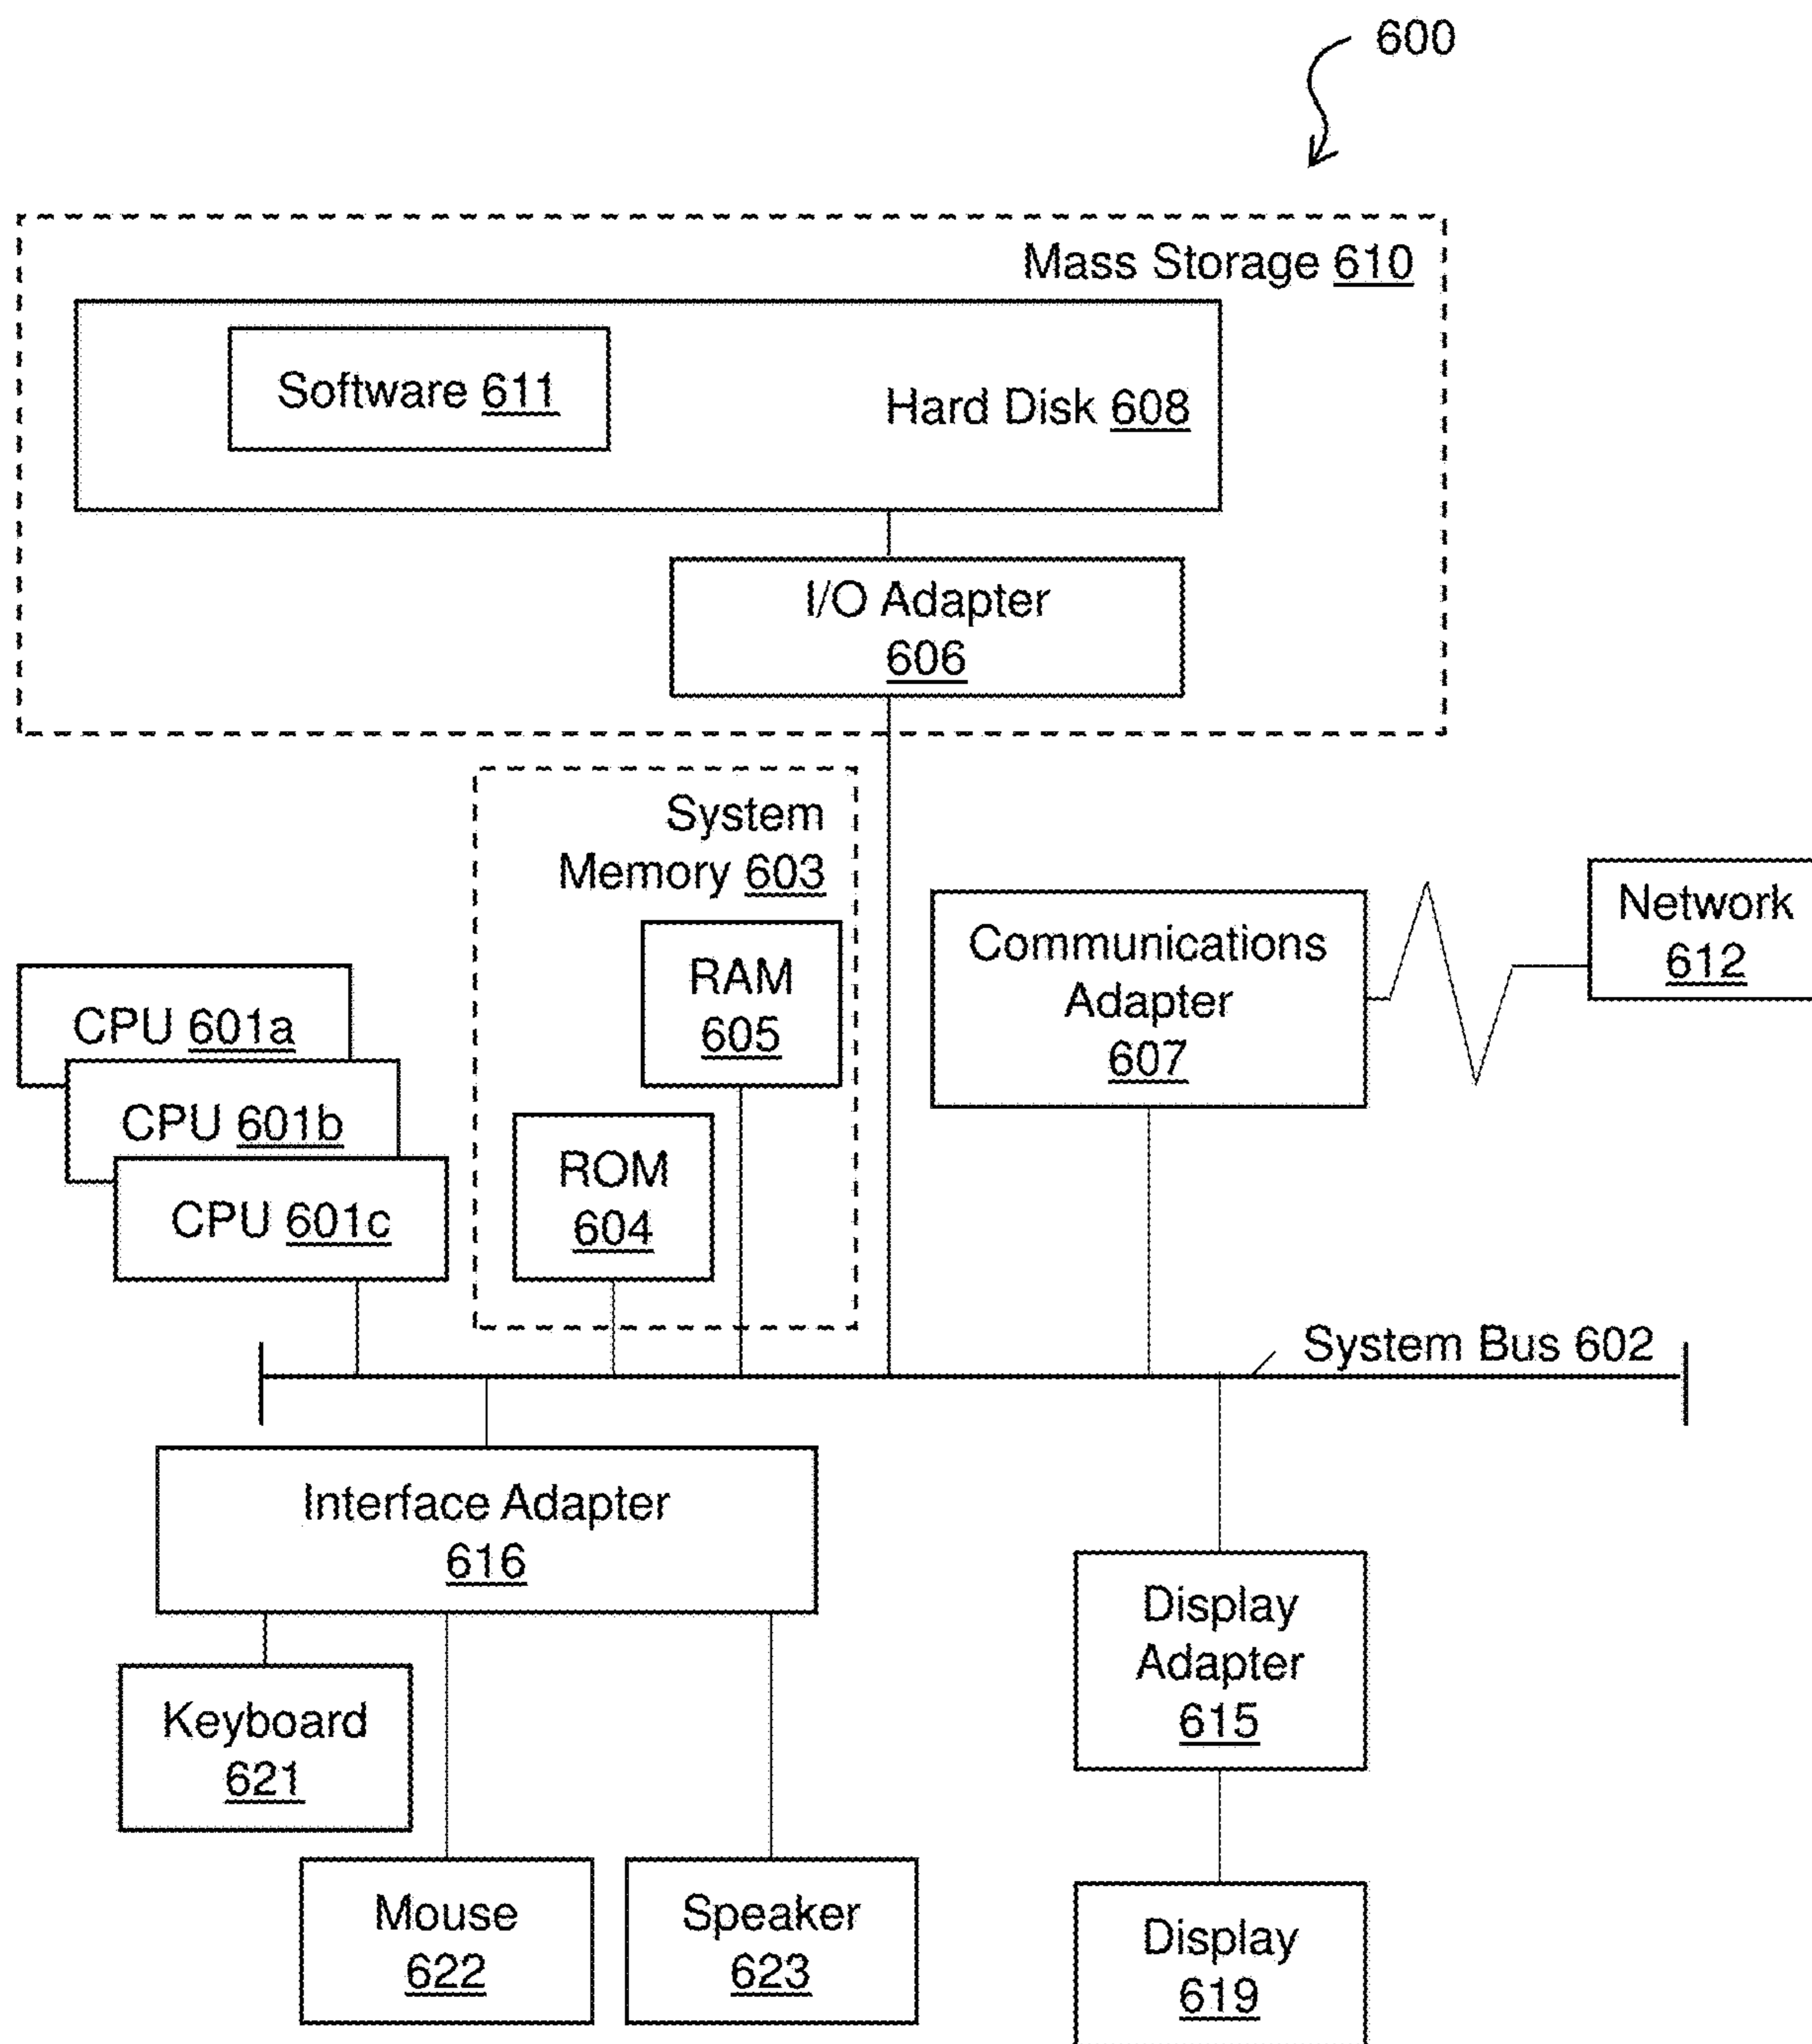 600
Mass Storage 610
Software 611
Hard Disk 608
I/O Adapter
606
System
Memory 603
RAM
605
ROM
604
CPU 601a
CPU 601b
CPU 601c
Communications
Adapter
607
Network
612
System Bus 602
Interface Adapter
616
Keyboard
621
Mouse
622
Speaker
623
Display
Adapter
615
Display
619